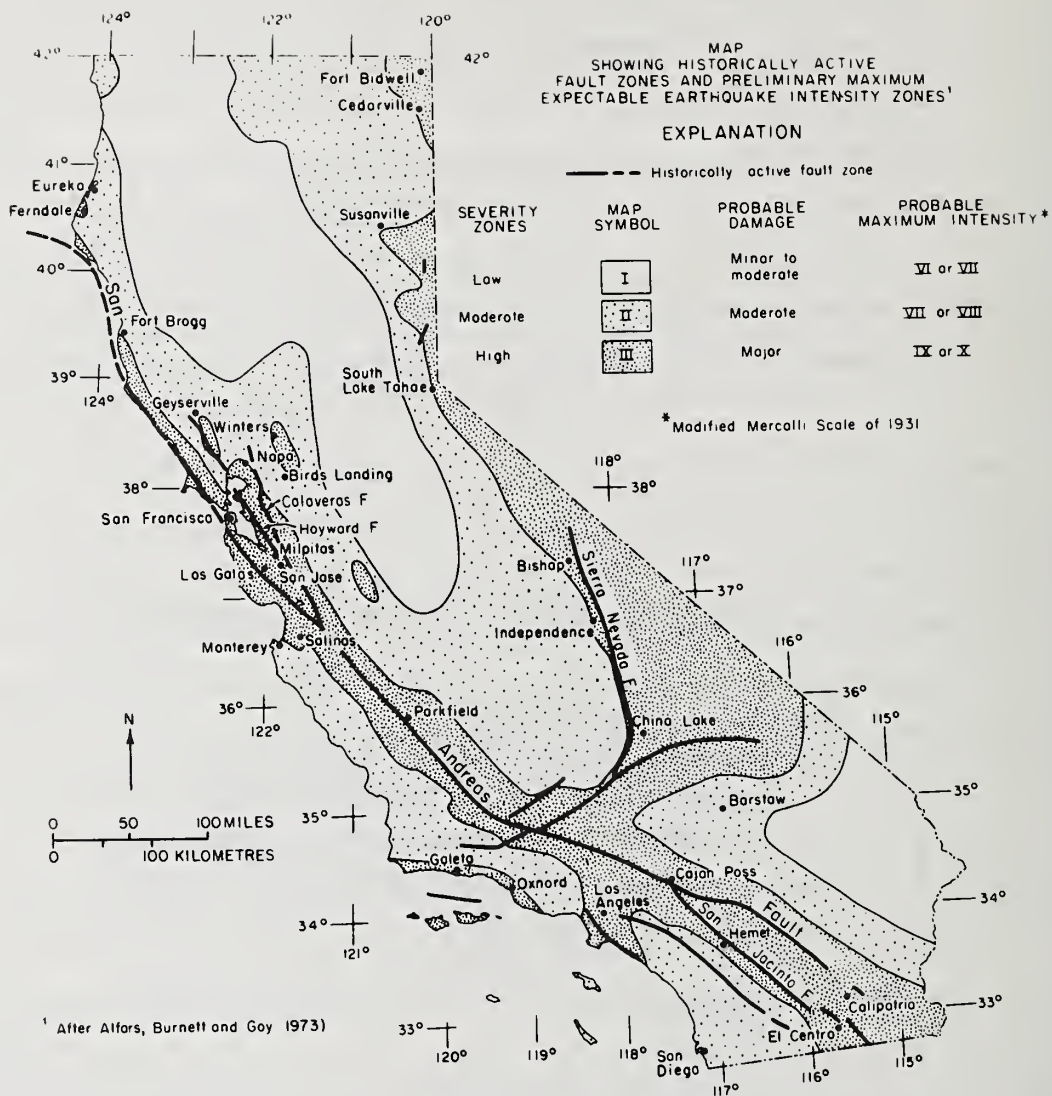 124° 122° 120°
42° 42°
MAP
SHOWING HISTORICALLY ACTIVE
FAULT ZONES AND PRELIMINARY MAXIMUM
EXPECTABLE EARTHQUAKE INTENSITY ZONES¹
EXPLANATION
Historically active fault zone
SEVERITY ZONES
MAP SYMBOL
PROBABLE DAMAGE
PROBABLE MAXIMUM INTENSITY*
Low I Minor to moderate VI or VII
Moderate II Moderate VII or VIII
High III Major IX or X
*Modified Mercalli Scale of 1931
Fort Bidwell
Cedarville
41°
Eureka
Ferndale
Susanville
40°
San
Fort Bragg
39°
124°
South
Lake Tahoe
Geyserville
Winters
Napa
Birds Landing
38°
Calaveras F
San Francisco
Hayward F
Milpitas
Los Gatos
San Jose
118°
38°
117°
37°
Bishop
Sierra Nevada F
Independence
Monterey
Salinas
116°
36°
36°
122°
N
Parkfield
China Lake
115°
Andreas
35°
Barstow
35°
0 50 100 MILES
0 100 KILOMETRES
Goleta
Oxnard
Los
Angeles
Cajon Pass
34°
34°
121°
San
Jacinto F
Fault
Hemet
Calipatria
33°
El Centro
¹ After Alfors, Burnett and Gay 1973)
33°
120° 119° 118°
San
Diego
117° 116° 115°